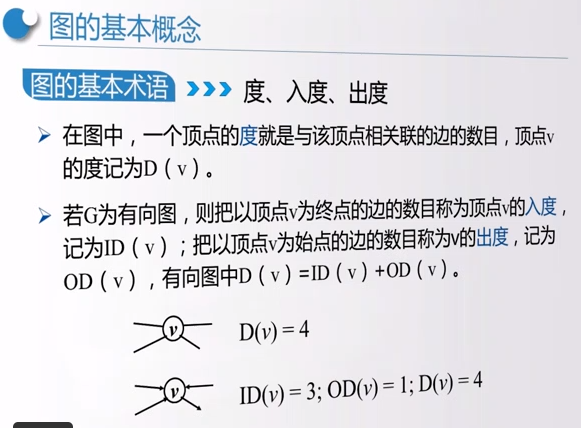 图的基本概念
图的基本术语 >>> 度、入度、出度
➢ 在图中，一个顶点的度就是与该顶点相关联的边的数目，顶点v
的度记为D（v）。
➢ 若G为有向图，则把以顶点v为终点的边的数目称为顶点v的入度，
记为ID（v）；把以顶点v为始点的边的数目称为v的出度，记为
OD（v），有向图中D（v）=ID（v）+OD（v）。
v D(v) = 4
v ID(v) = 3; OD(v) = 1; D(v) = 4